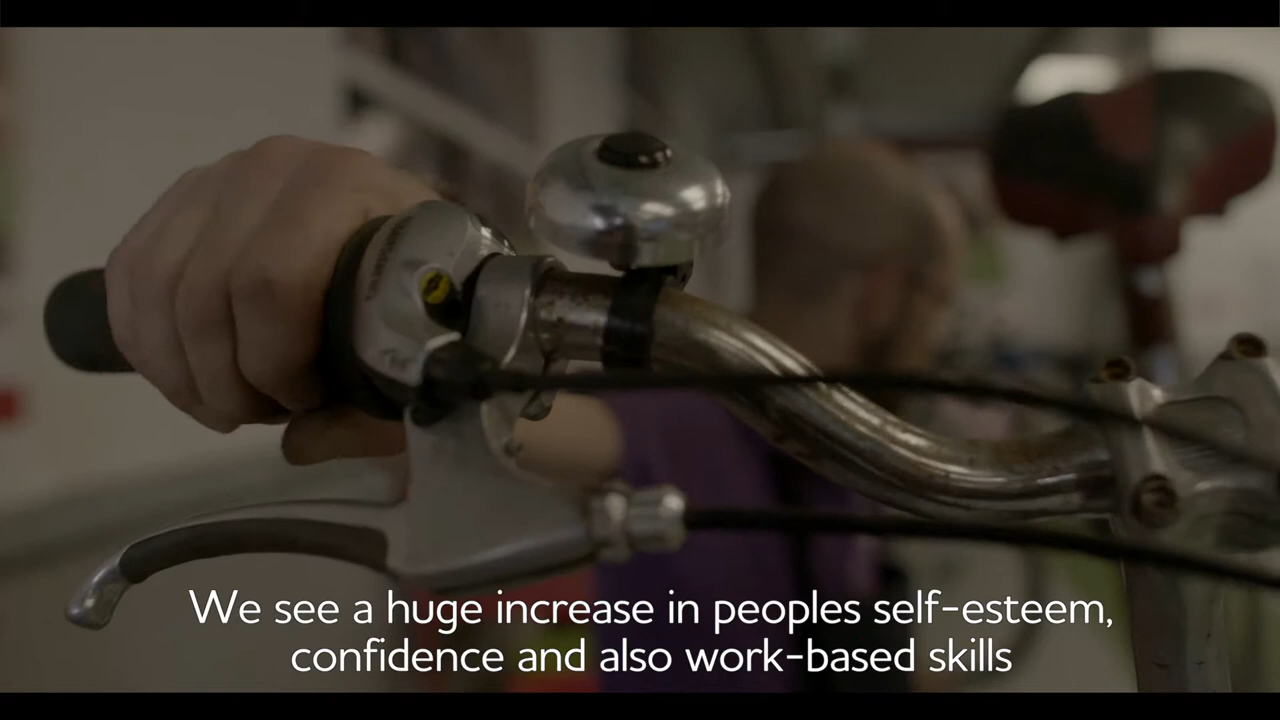 We see a huge increase in peoples self-esteem,
confidence and also work-based skills